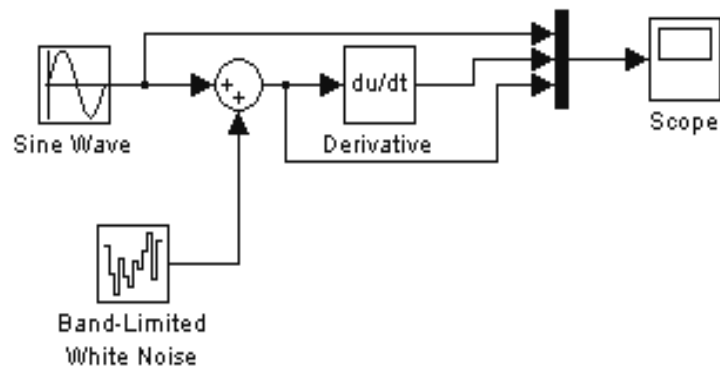 +
+
du/dt
Sine Wave
Derivative
Scope
Band-Limited
White Noise